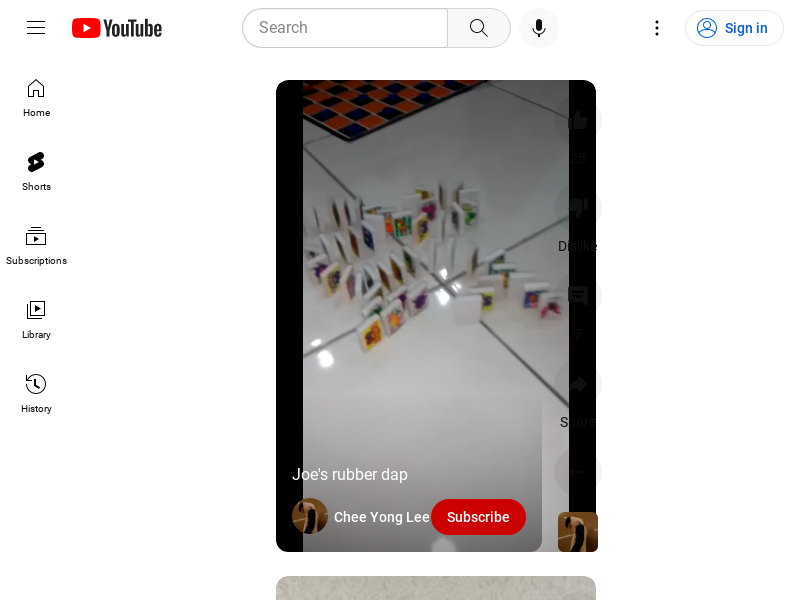 YouTube
Search
Sign in
Home
Shorts
Subscriptions
Library
History
25
Dislike
7
Share
Joe's rubber dap
Chee Yong Lee
Subscribe